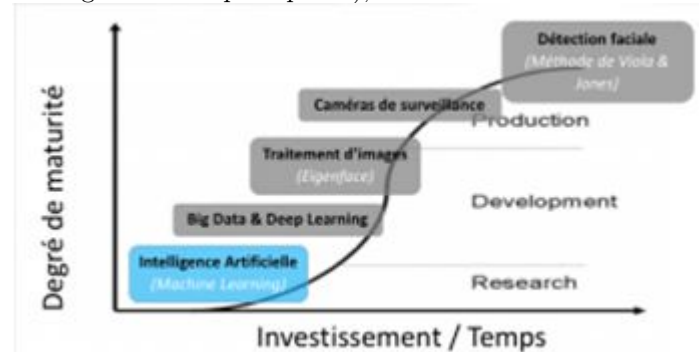 Détection faciale
(Méthode de Viola &
Jones)
Caméras de surveillance
Production
Traitement d'images
(Eigenface)
Development
Big Data & Deep Learning
Intelligence Artificielle
(Machine Learning)
Research
Degré de maturité
Investissement / Temps